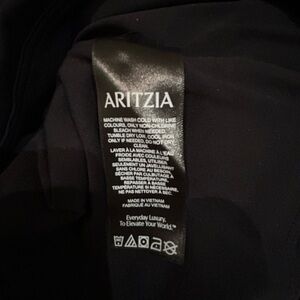 ARITZIA
MACHINE WASH COLD WITH LIKE
COLOURS, ONLY NON-CHLORINE
BLEACH WHEN NEEDED,
TUMBLE DRY LOW, COOL IRON
ONLY IF NEEDED, DO NOT DRY
CLEAN.
LAVER À LA MACHINE À L'EAU
FROIDE AVEC COULEURS
SEMBLABLES, UTILISER
SEULEMENT UN JAVELLISANT
SANS CHLORE AU BESOIN,
SÉCHER PAR CULBUTAGE À
BASSE TEMPÉRATURE,
REPASSER À BASSE
TEMPÉRATURE SI NÉCESSAIRE,
NE PAS NETTOYER À SEC.
MADE IN VIETNAM
FABRIQUÉ AU VIETNAM
Everyday Luxury,
To Elevate Your World.™